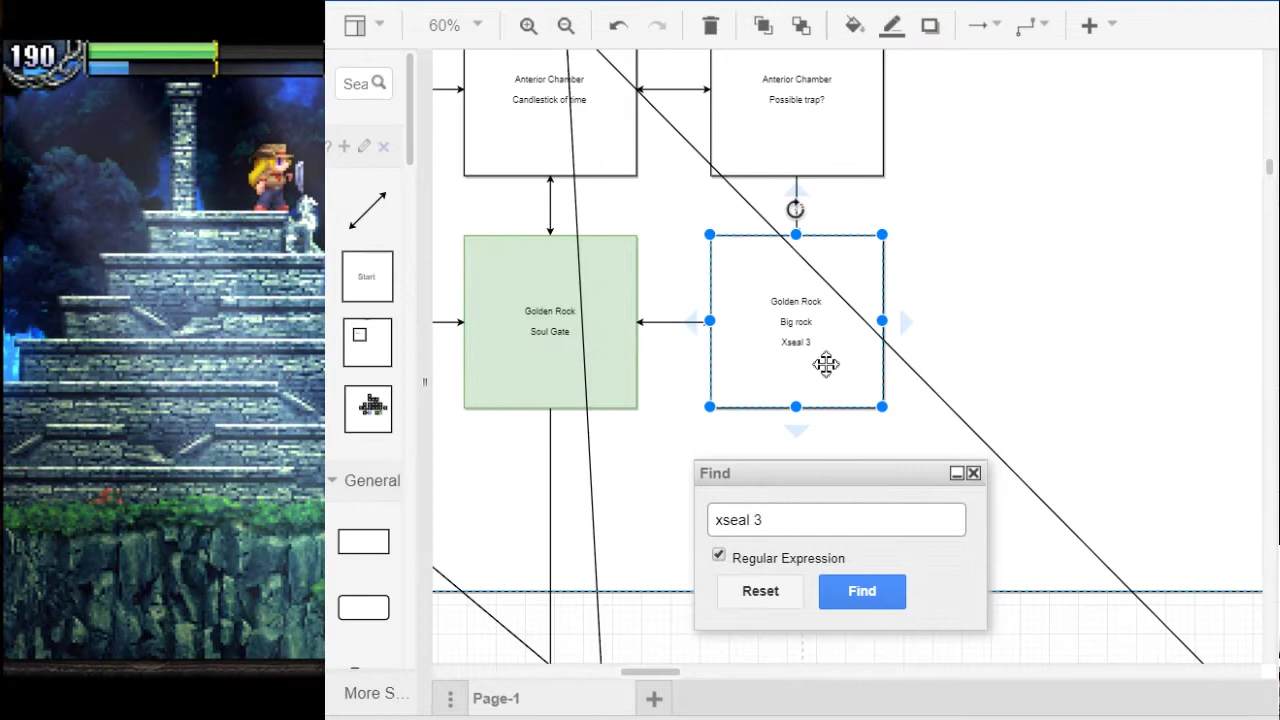 190
60%
Sea
?
Anterior Chamber
Candlestick of time
Anterior Chamber
Possible trap?
Start
Golden Rock
Soul Gate
Golden Rock
Big rock
Xseal 3
General
Find
xseal 3
Regular Expression
Reset
Find
More S...
Page-1